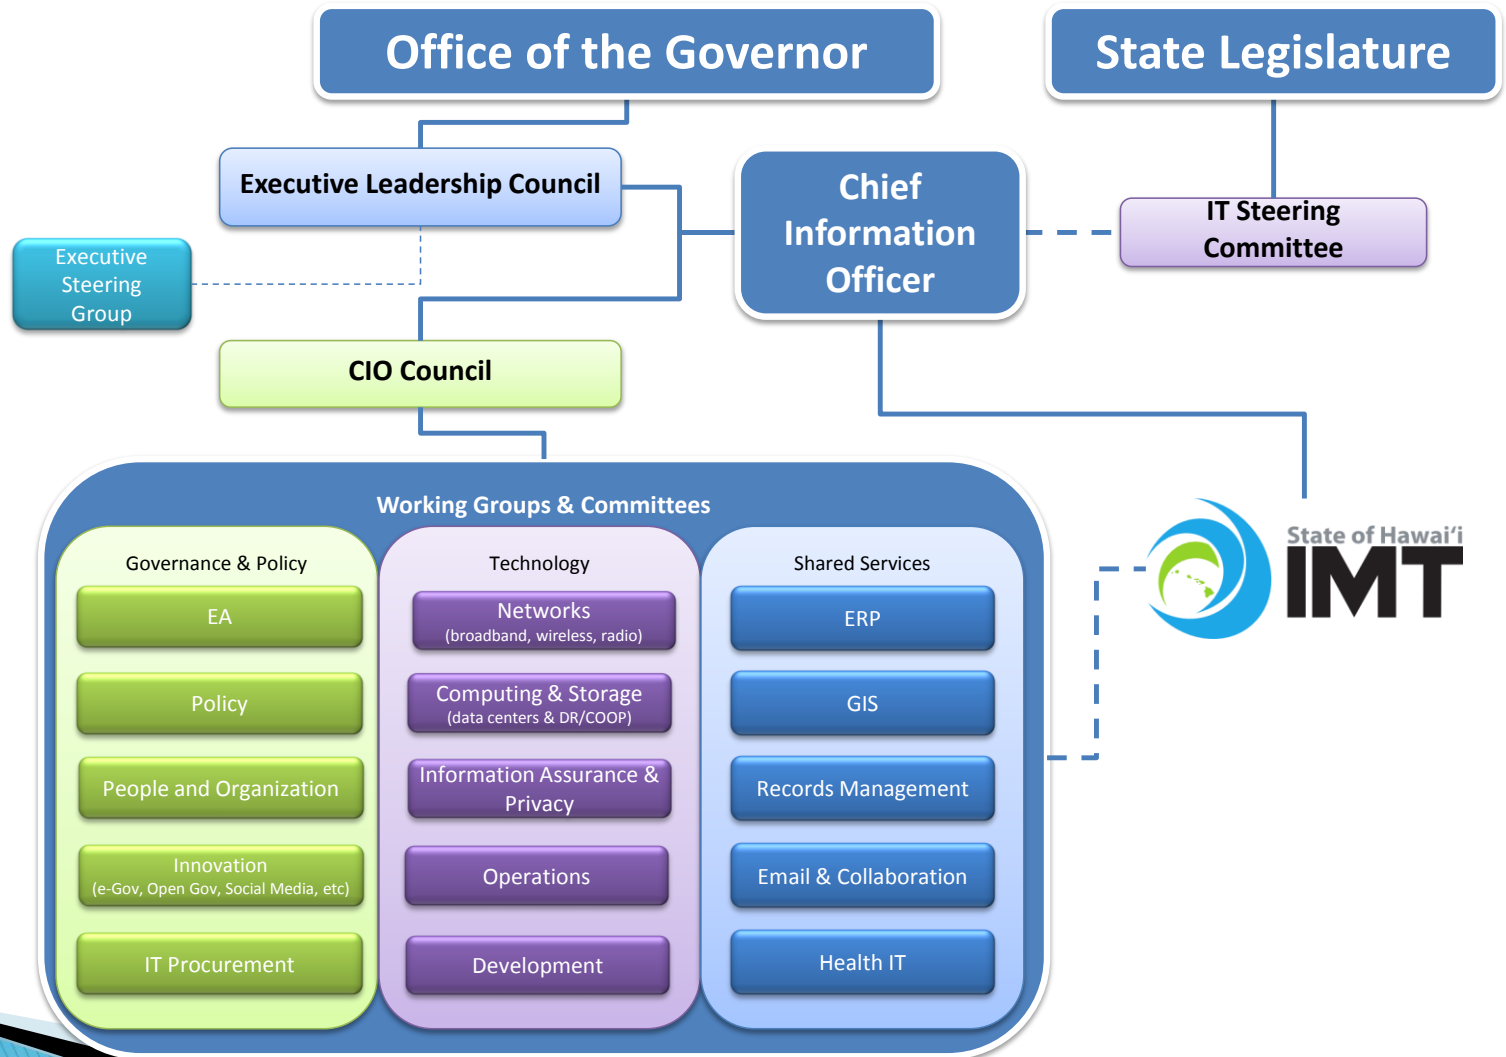 Office of the Governor
State Legislature
Executive Leadership Council
Chief
Information
Officer
IT Steering
Committee
Executive
Steering
Group
CIO Council
Working Groups & Committees
Governance & Policy
EA
Policy
People and Organization
Innovation
(e-Gov, Open Gov, Social Media, etc)
IT Procurement
Technology
Networks
(broadband, wireless, radio)
Computing & Storage
(data centers & DR/COOP)
Information Assurance &
Privacy
Operations
Development
Shared Services
ERP
GIS
Records Management
Email & Collaboration
Health IT
State of Hawaiʻi
IMT